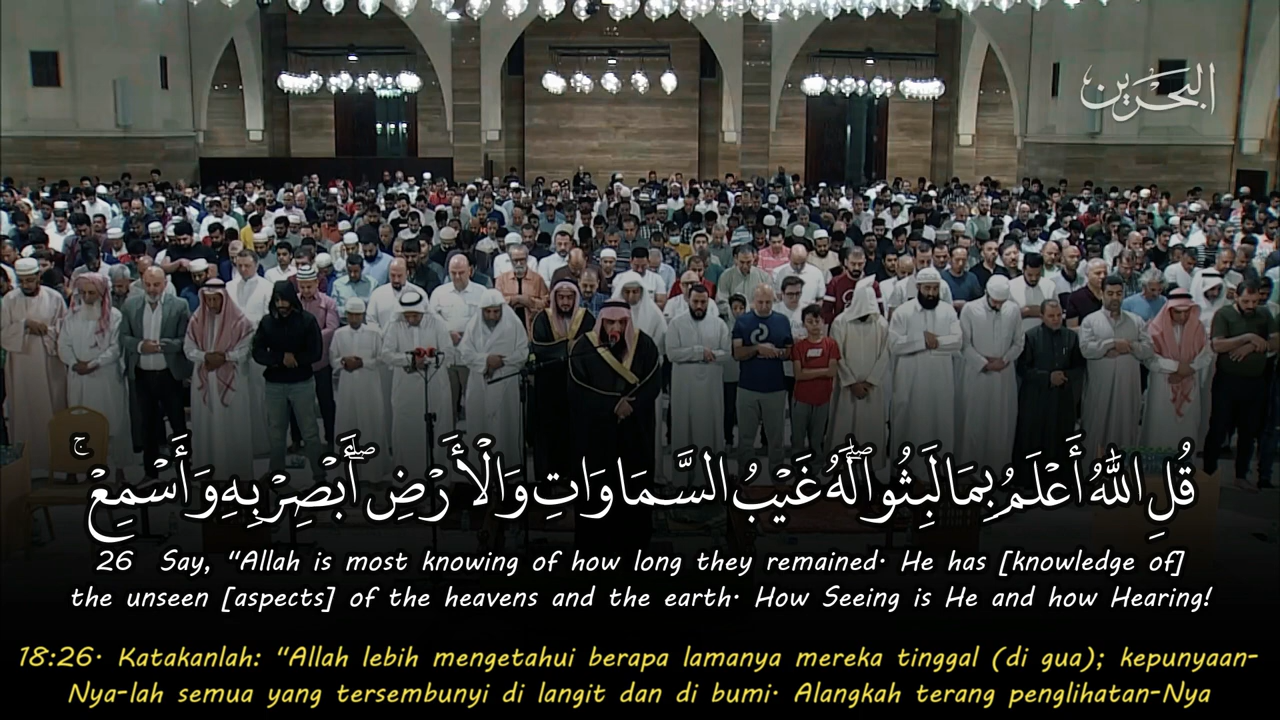 البحرين
قُلِ اللَّهُ أَعْلَمُ بِمَا لَبِثُوا ۖ لَهُ غَيْبُ السَّمَاوَاتِ وَالْأَرْضِ ۖ أَبْصِرْ بِهِ وَأَسْمِعْ ۚ
26 Say, “Allah is most knowing of how long they remained. He has [knowledge of]
the unseen [aspects] of the heavens and the earth. How Seeing is He and how Hearing!
18:26. Katakanlah: “Allah lebih mengetahui berapa lamanya mereka tinggal (di gua); kepunyaan-
Nya-lah semua yang tersembunyi di langit dan di bumi. Alangkah terang penglihatan-Nya